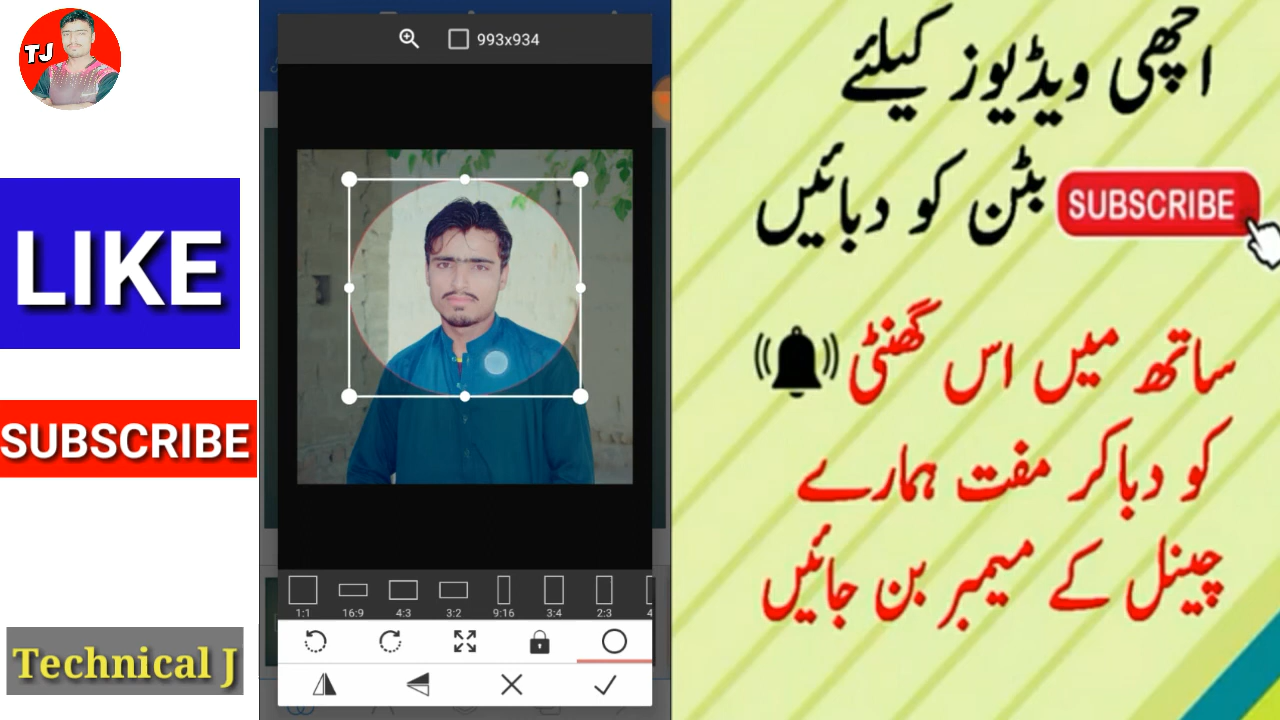 TJ
LIKE
SUBSCRIBE
Technical J
993x934
1:1 16:9 4:3 3:2 9:16 3:4 2:3
اچھی ویڈیوز کیلئے
SUBSCRIBE بٹن کو دبائیں
ساتھ میں اس گھنٹی
کو دباکر مفت ہمارے
چینل کے میمبر بن جائیں